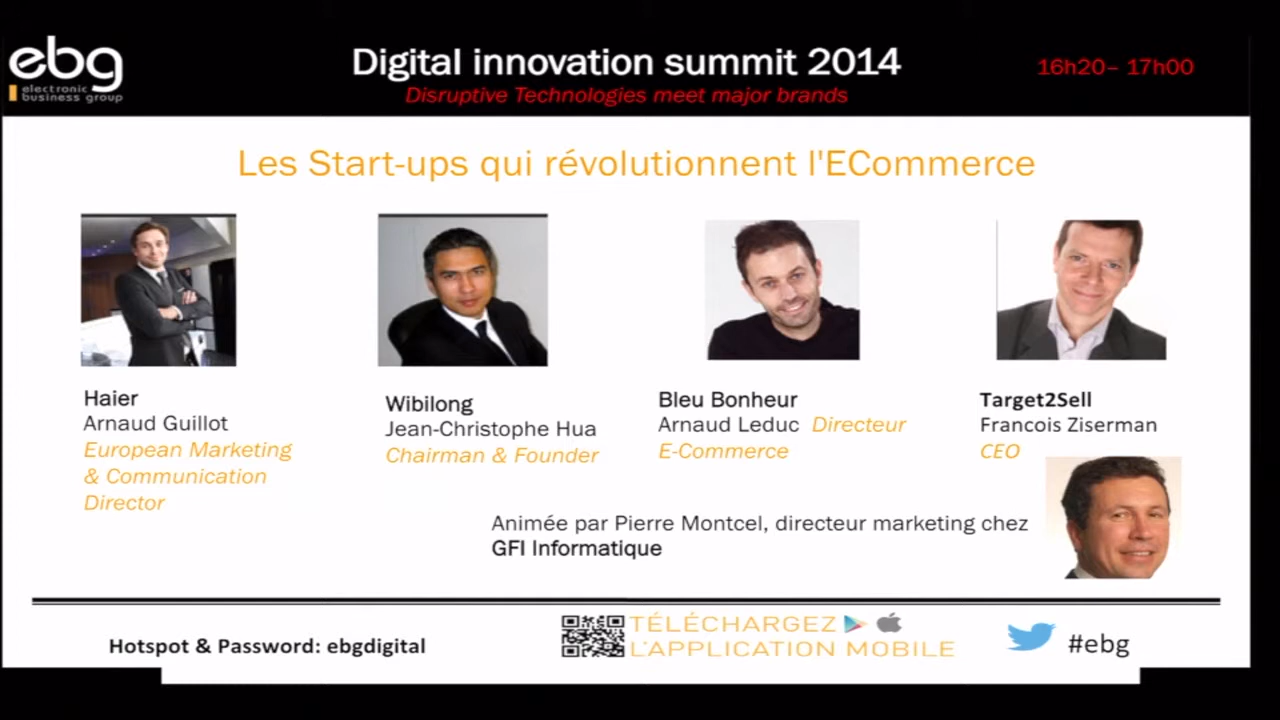 ebg
electronic
business group
Digital innovation summit 2014
Disruptive Technologies meet major brands
16h20– 17h00
Les Start-ups qui révolutionnent l'ECommerce
Haier
Arnaud Guillot
European Marketing
& Communication
Director
Wibilong
Jean-Christophe Hua
Chairman & Founder
Bleu Bonheur
Arnaud Leduc Directeur
E-Commerce
Target2Sell
Francois Ziserman
CEO
Animée par Pierre Montcel, directeur marketing chez
GFI Informatique
Hotspot & Password: ebgdigital
TÉLÉCHARGEZ
L'APPLICATION MOBILE
#ebg